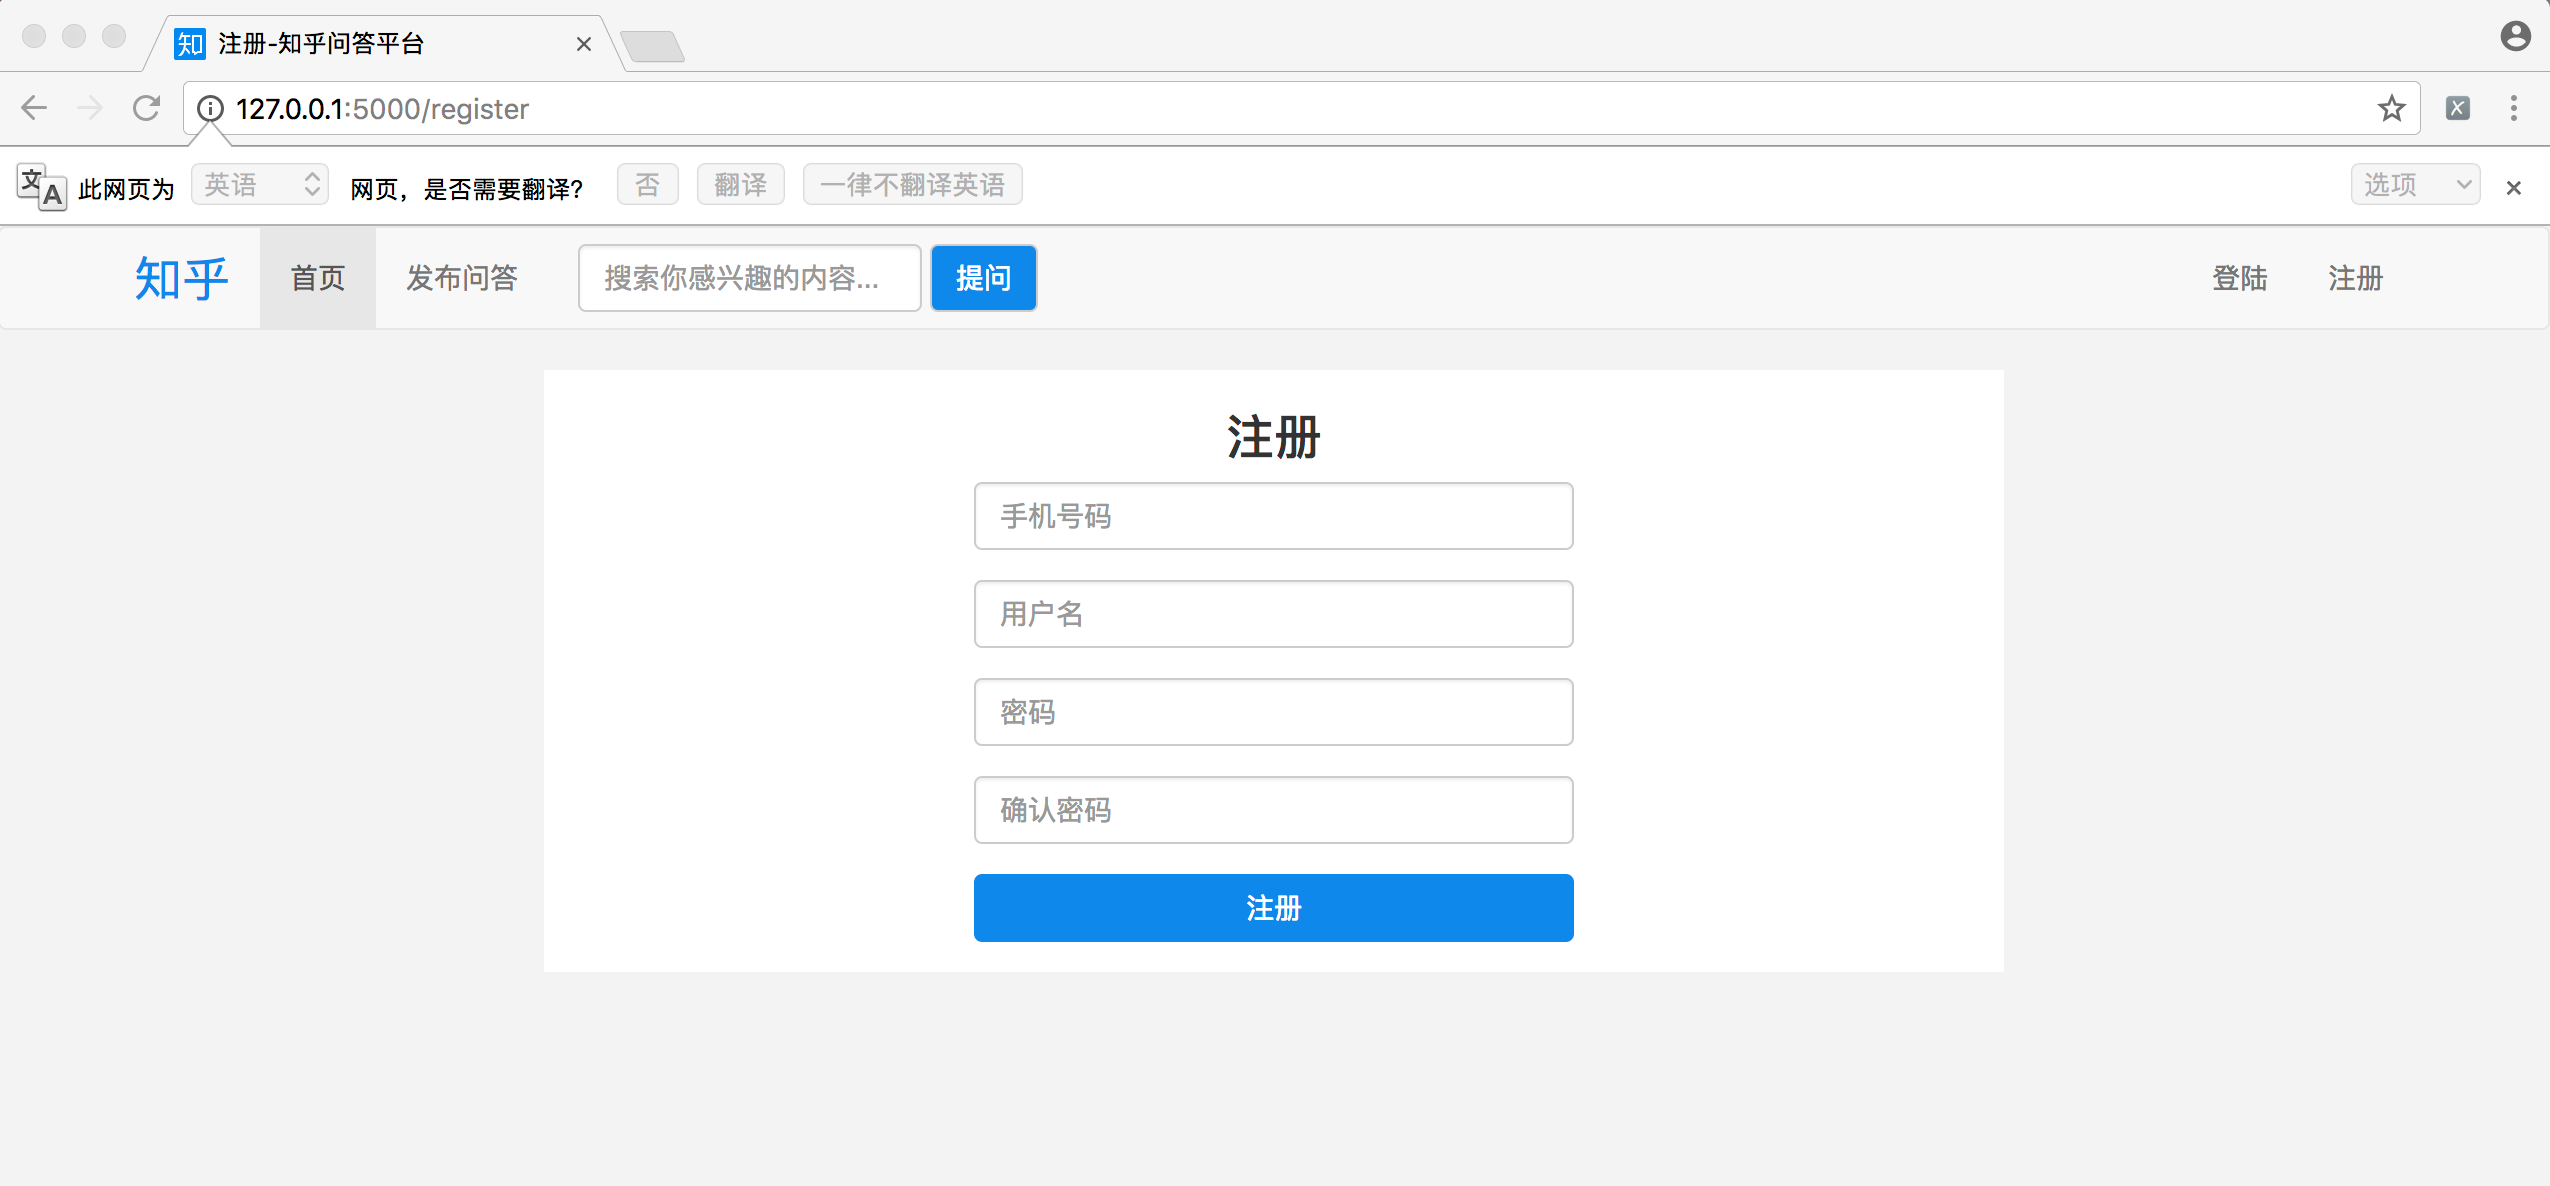 知 注册-知乎问答平台
127.0.0.1:5000/register
文A 此网页为 英语 网页，是否需要翻译? 否 翻译 一律不翻译英语 选项
知乎 首页 发布问答 搜索你感兴趣的内容... 提问 登陆 注册
注册
手机号码
用户名
密码
确认密码
注册